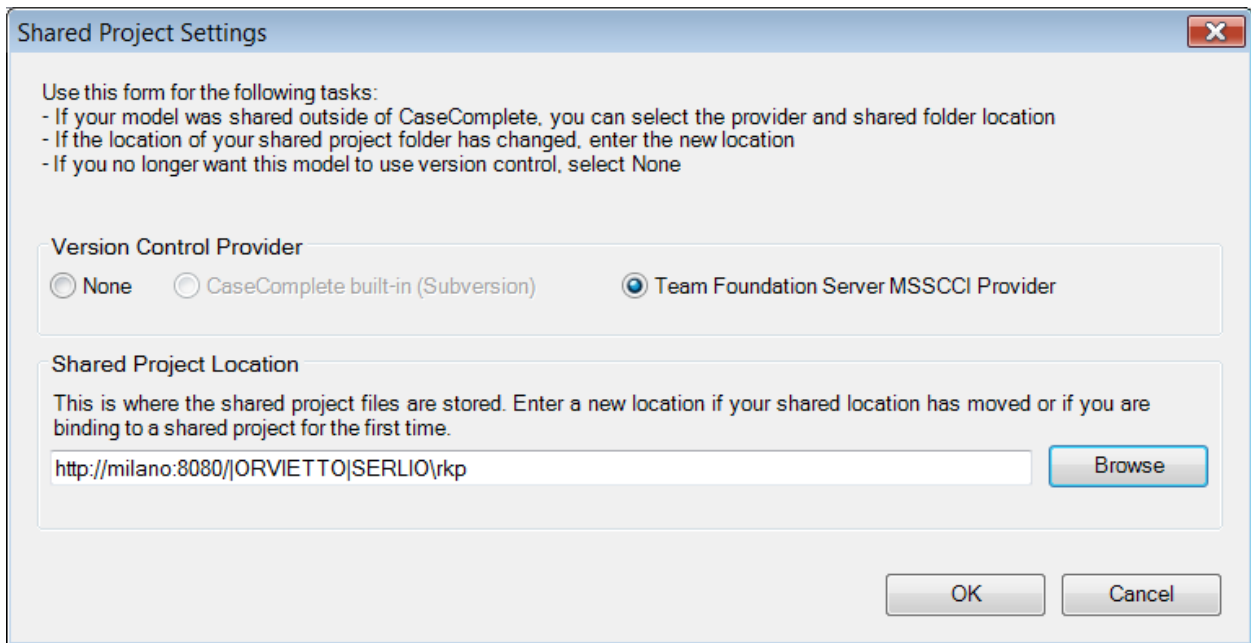 Shared Project Settings
Use this form for the following tasks:
- If your model was shared outside of CaseComplete, you can select the provider and shared folder location
- If the location of your shared project folder has changed, enter the new location
- If you no longer want this model to use version control, select None
Version Control Provider
None CaseComplete built-in (Subversion) Team Foundation Server MSSCCI Provider
Shared Project Location
This is where the shared project files are stored. Enter a new location if your shared location has moved or if you are
binding to a shared project for the first time.
http://milano:8080/|ORVIETTO|SERLIO\rkp Browse
OK Cancel